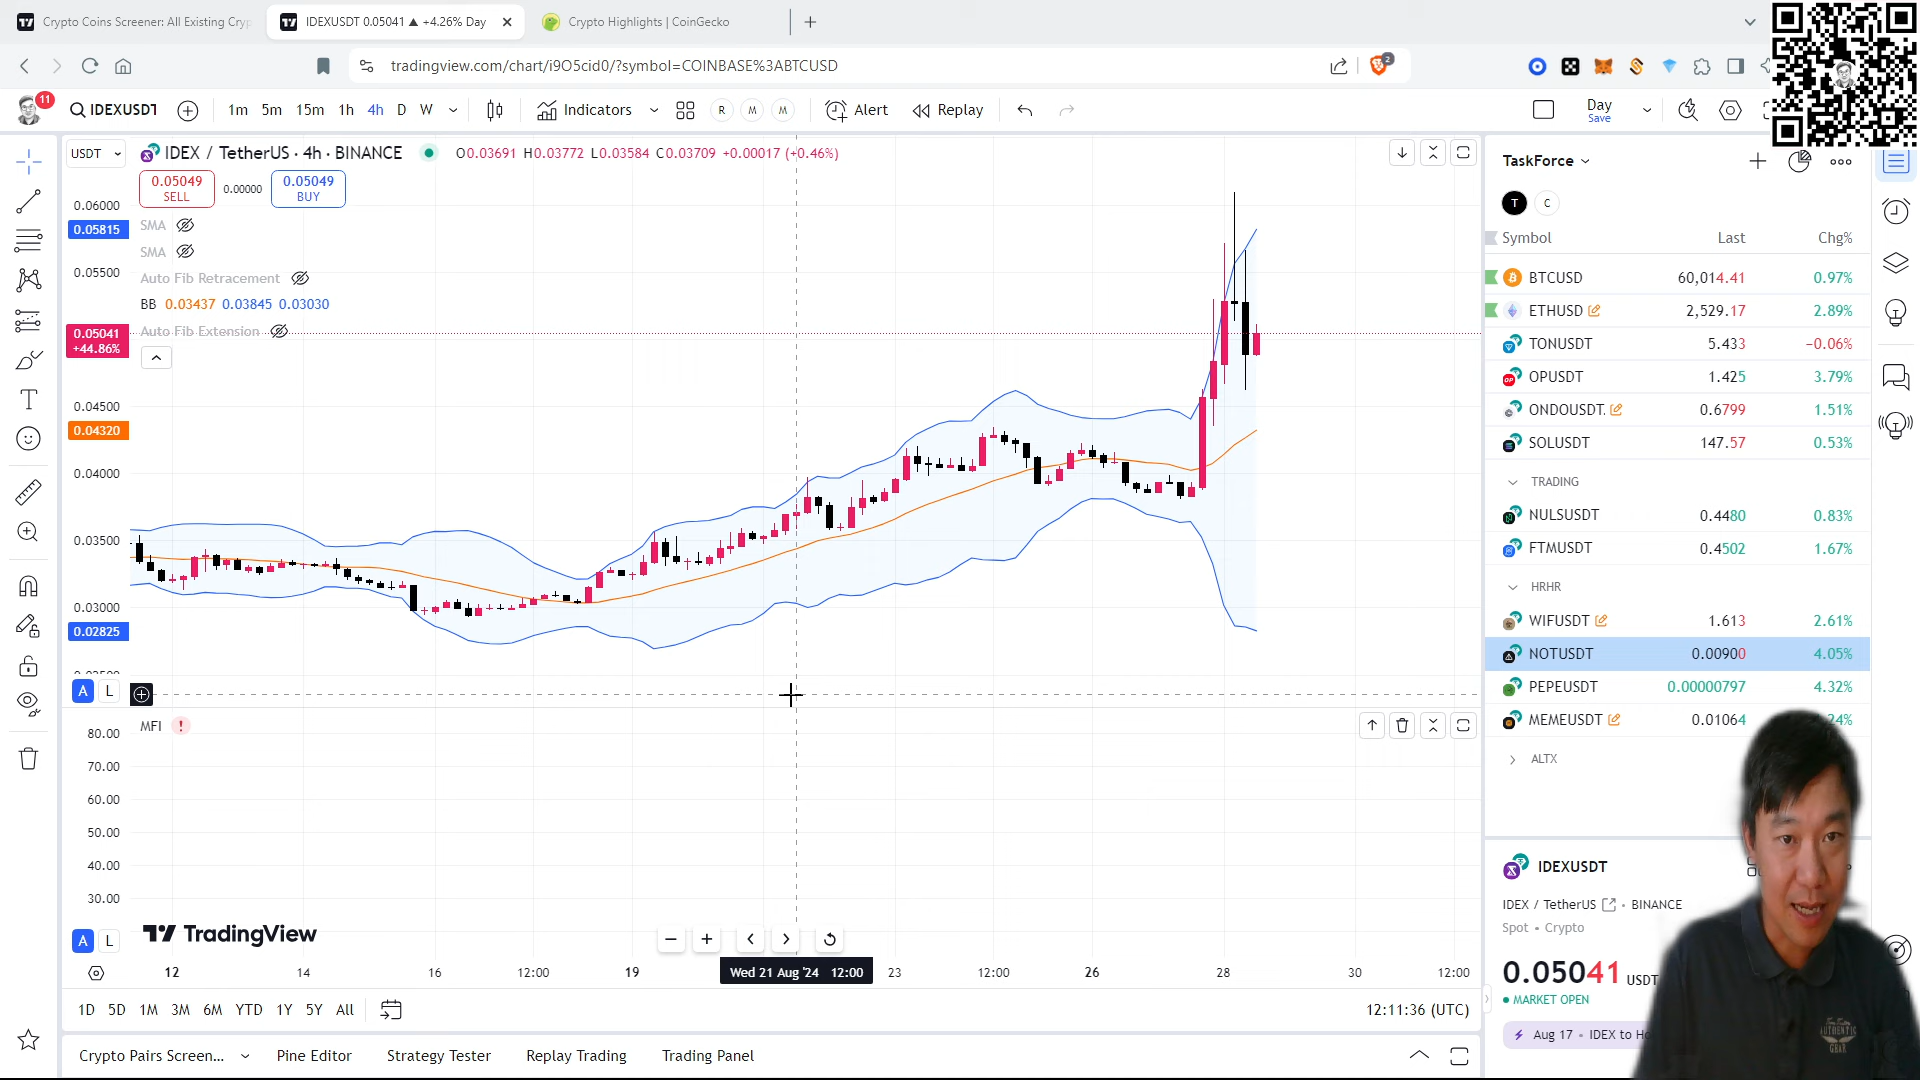 Crypto Coins Screener: All Existing Cryp
IDEXUSDT 0.05041 ▲ +4.26% Day
Crypto Highlights | CoinGecko
tradingview.com/chart/i9O5cid0/?symbol=COINBASE%3ABTCUSD
2
11
IDEXUSDT
1m 5m 15m 1h 4h D W
Indicators
R M M
Alert
Replay
Day
Save
USDT
IDEX / TetherUS · 4h · BINANCE
O0.03691 H0.03772 L0.03584 C0.03709 +0.00017 (+0.46%)
0.05049
SELL
0.00000
0.05049
BUY
SMA
SMA
Auto Fib Retracement
BB 0.03437 0.03845 0.03030
Auto Fib Extension
0.06000
0.05815
0.05500
0.05041
+44.86%
0.04500
0.04320
0.04000
0.03500
0.03000
0.02825
A L
MFI !
80.00
70.00
60.00
50.00
40.00
30.00
TradingView
A L
12 14 16 12:00 19 Wed 21 Aug '24 12:00 23 12:00 26 28 30 12:00
1D 5D 1M 3M 6M YTD 1Y 5Y All
12:11:36 (UTC)
Crypto Pairs Screen...
Pine Editor
Strategy Tester
Replay Trading
Trading Panel
TaskForce
T C
Symbol Last Chg%
BTCUSD 60,014.41 0.97%
ETHUSD 2,529.17 2.89%
TONUSDT 5.433 −0.06%
OPUSDT 1.425 3.79%
ONDOUSDT. 0.6799 1.51%
SOLUSDT 147.57 0.53%
TRADING
NULSUSDT 0.4480 0.83%
FTMUSDT 0.4502 1.67%
HRHR
WIFUSDT 1.613 2.61%
NOTUSDT 0.00900 4.05%
PEPEUSDT 0.00000797 4.32%
MEMEUSDT 0.01064 24%
ALTX
IDEXUSDT
IDEX / TetherUS • BINANCE
Spot • Crypto
0.05041 USDT
MARKET OPEN
Aug 17 • IDEX to Ho
AUTHENTIC
GEAR